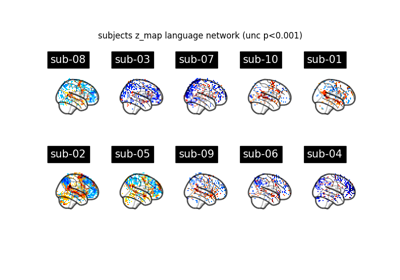 subjects z_map language network (unc p<0.001)
sub-08 sub-03 sub-07 sub-10 sub-01
sub-02 sub-05 sub-09 sub-06 sub-04